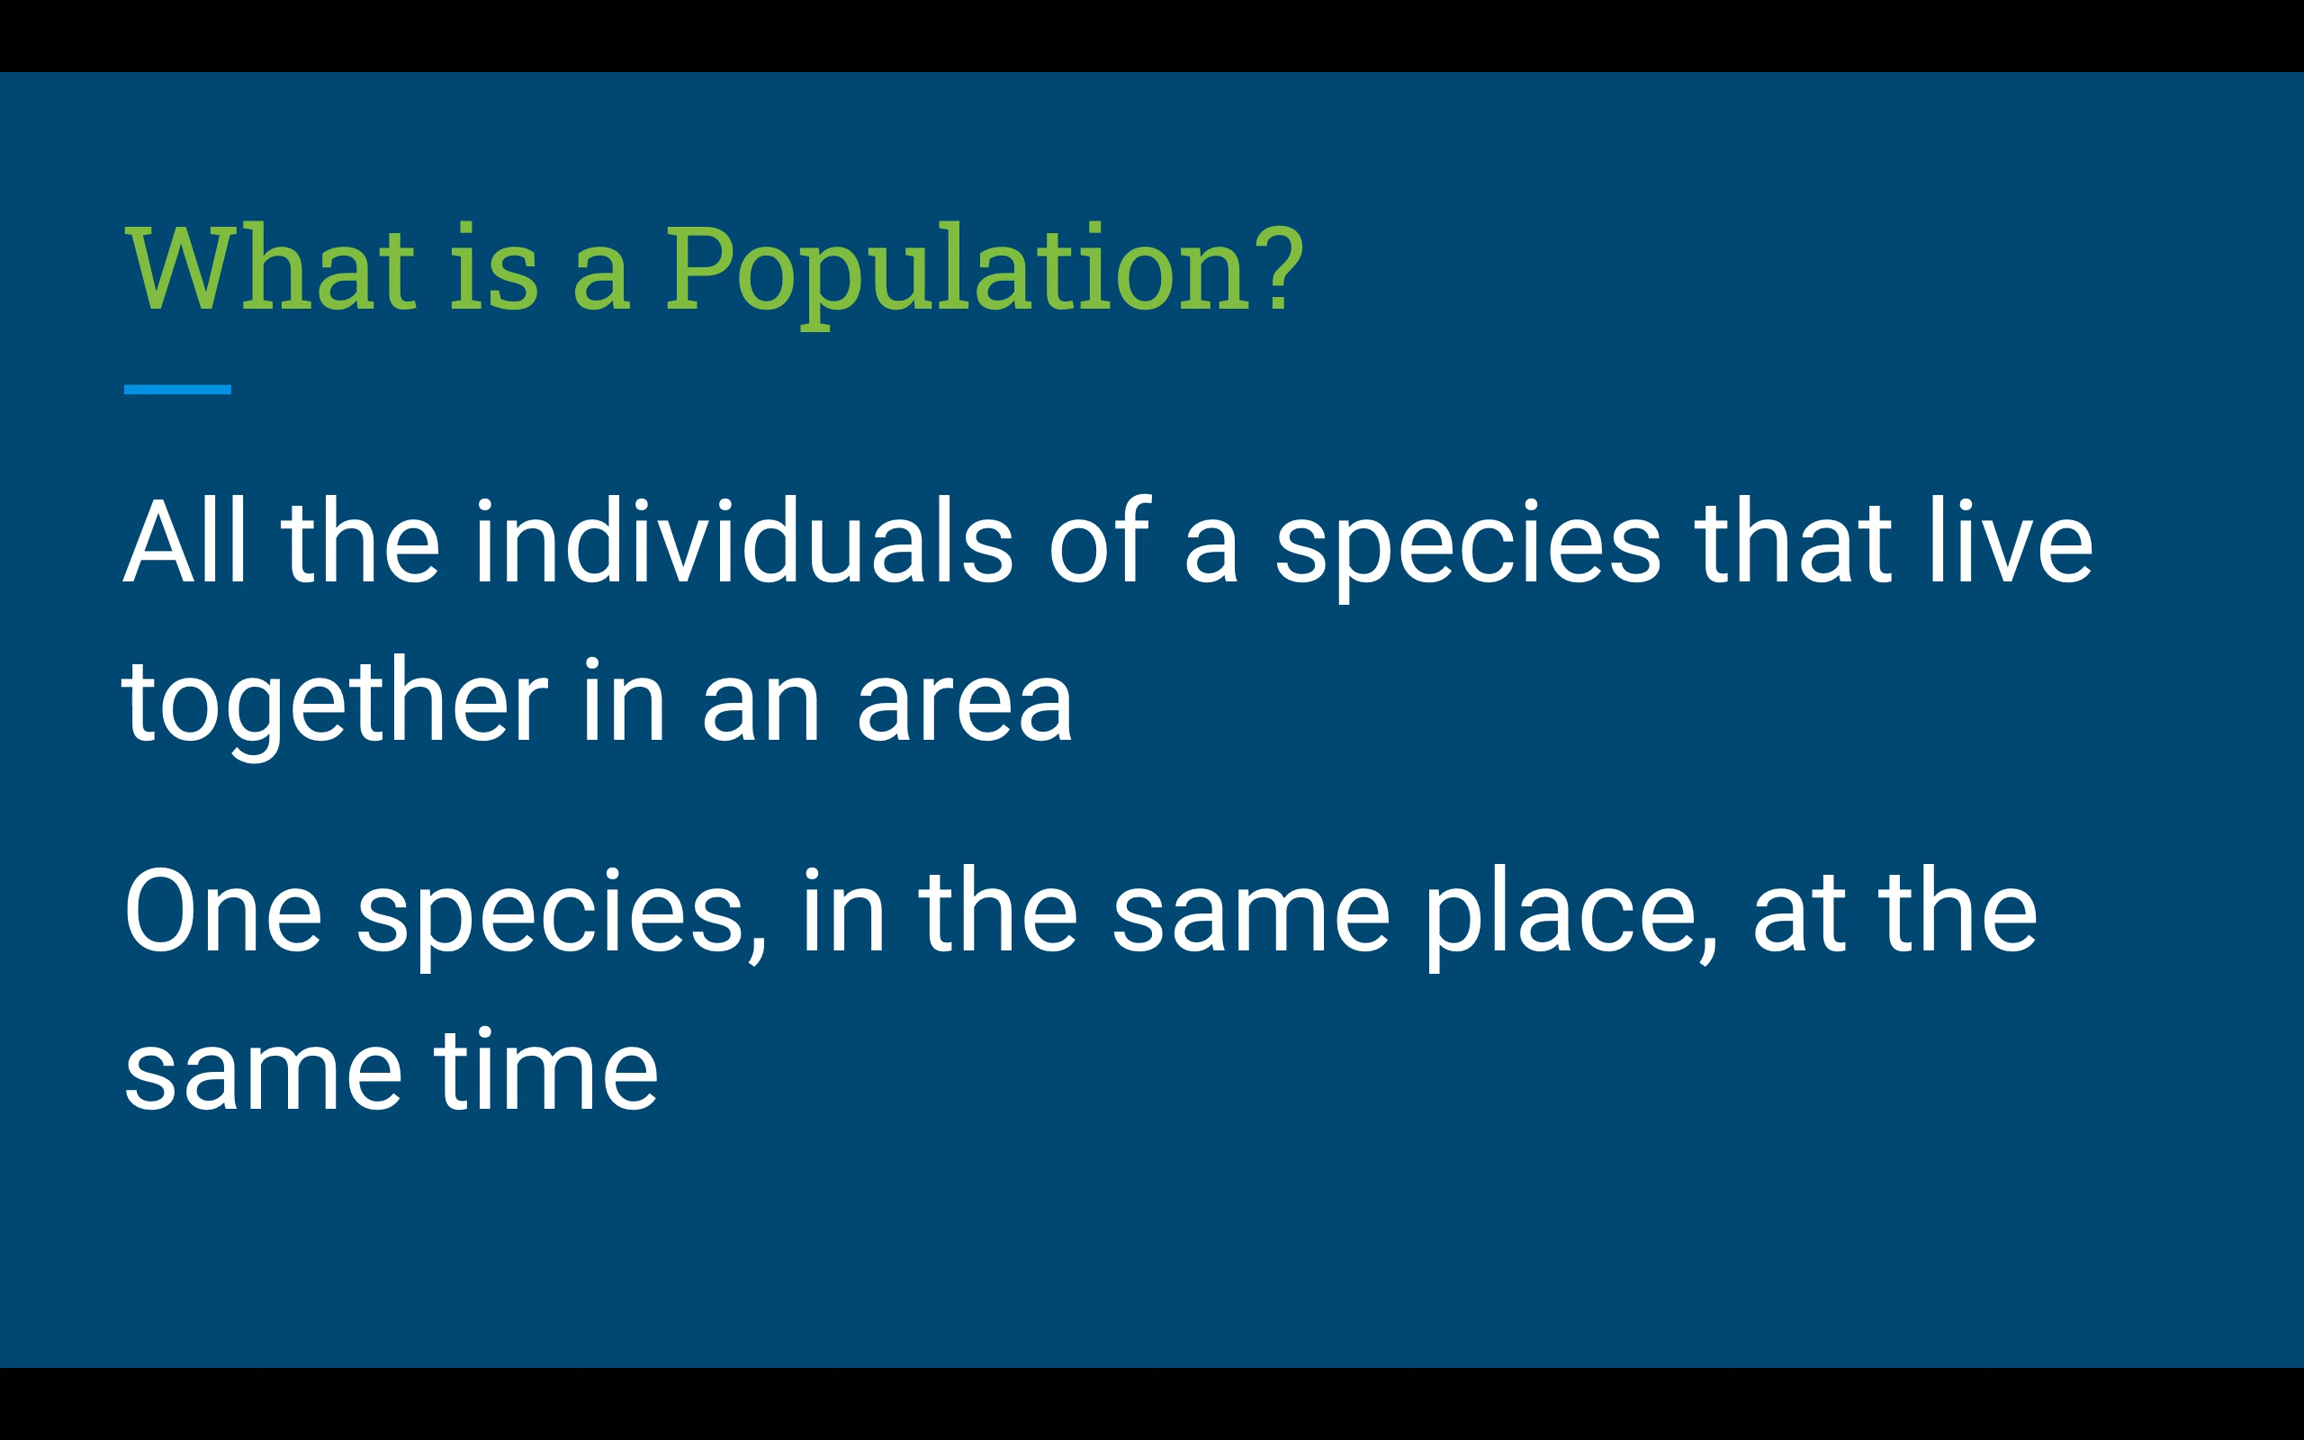 What is a Population?
All the individuals of a species that live
together in an area
One species, in the same place, at the
same time